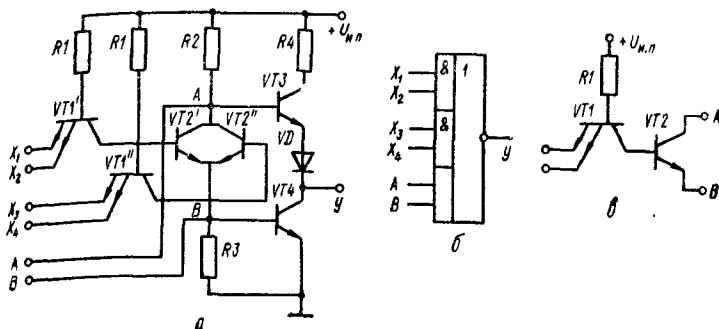 + Uи.п
R1 R1 R2 R4
VT3
A
VT1' VT2' VT2" VD
X1
X2
VT1" VT4 y
X3
X4
B
A
B
R3
а
X1 & 1
X2
X3 &
X4
y
A
B
б
+ Uи.п
R1
VT1 VT2 A
B
в